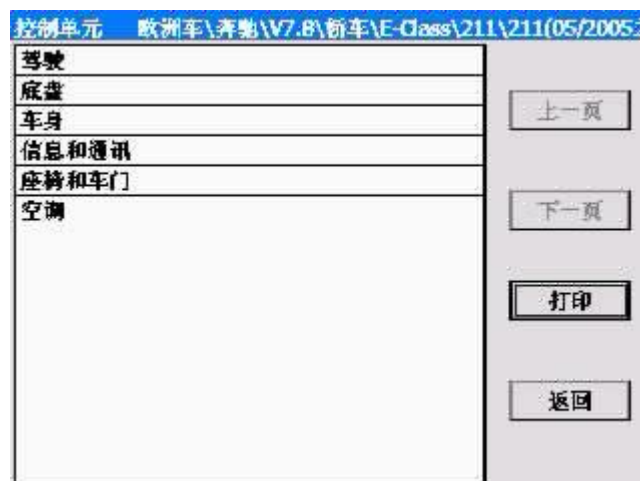 控制单元 欧洲车\奔驰\V7.8\轿车\E-Class\211\211(05/20052
驾驶
底盘
车身
信息和通讯
座椅和车门
空调
上一页
下一页
打印
返回